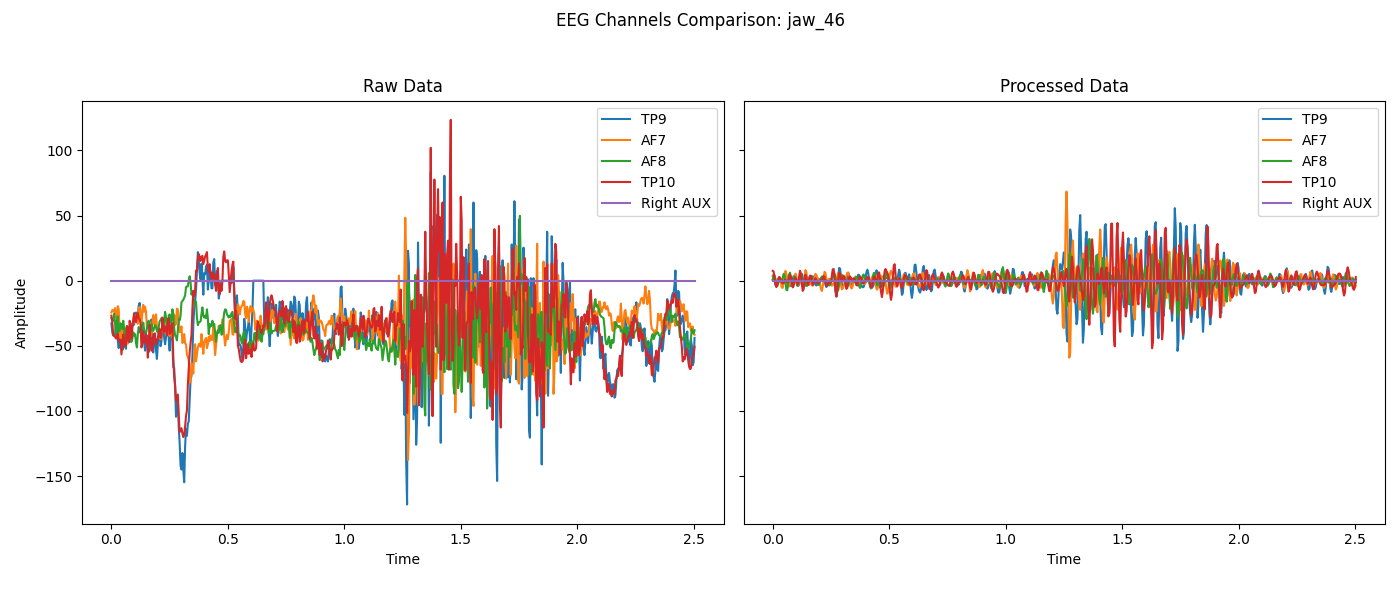 EEG Channels Comparison: jaw_46
Raw Data
Processed Data
TP9
AF7
AF8
TP10
Right AUX
TP9
AF7
AF8
TP10
Right AUX
Amplitude
100
50
0
−50
−100
−150
0.0 0.5 1.0 1.5 2.0 2.5
0.0 0.5 1.0 1.5 2.0 2.5
Time
Time